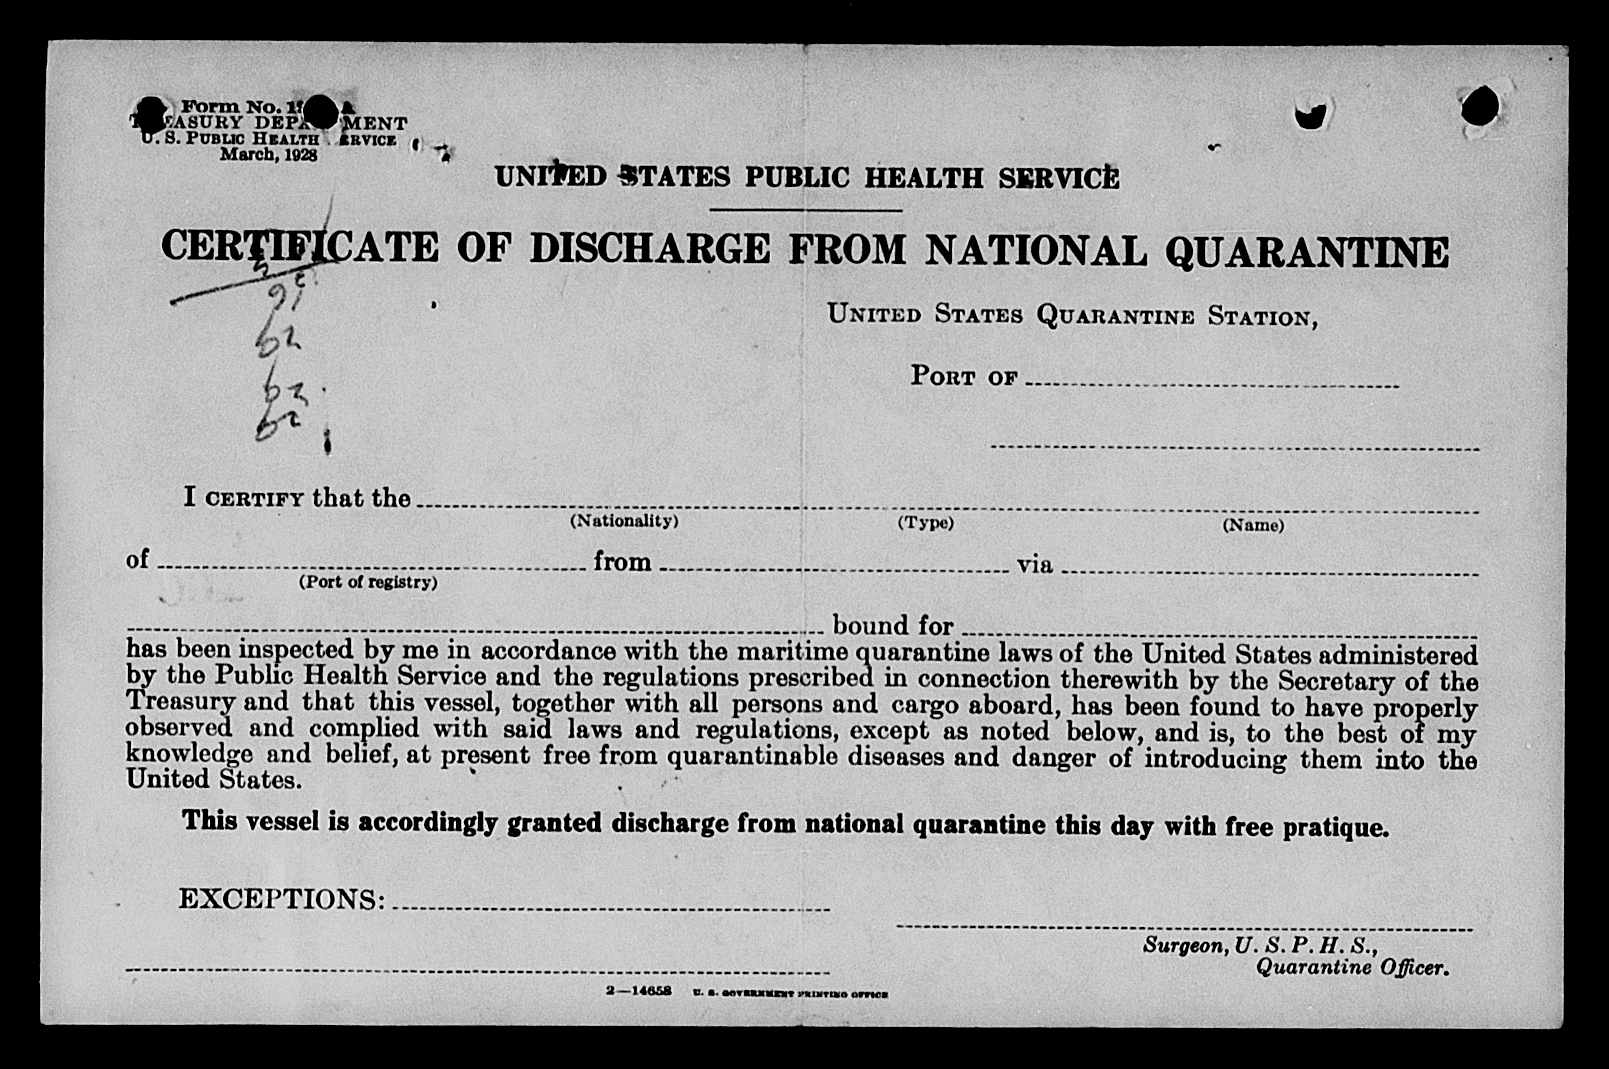 Form No.
TREASURY DEPARTMENT
U. S. PUBLIC HEALTH SERVICE
March, 1928
UNITED STATES PUBLIC HEALTH SERVICE
CERTIFICATE OF DISCHARGE FROM NATIONAL QUARANTINE
UNITED STATES QUARANTINE STATION,
PORT OF
62
62
62
I CERTIFY that the
(Nationality) (Type) (Name)
of from via
(Port of registry)
bound for
has been inspected by me in accordance with the maritime quarantine laws of the United States administered
by the Public Health Service and the regulations prescribed in connection therewith by the Secretary of the
Treasury and that this vessel, together with all persons and cargo aboard, has been found to have properly
observed and complied with said laws and regulations, except as noted below, and is, to the best of my
knowledge and belief, at present free from quarantinable diseases and danger of introducing them into the
United States.
This vessel is accordingly granted discharge from national quarantine this day with free pratique.
EXCEPTIONS:
Surgeon, U. S. P. H. S.,
Quarantine Officer.
2—14658 U. S. GOVERNMENT PRINTING OFFICE